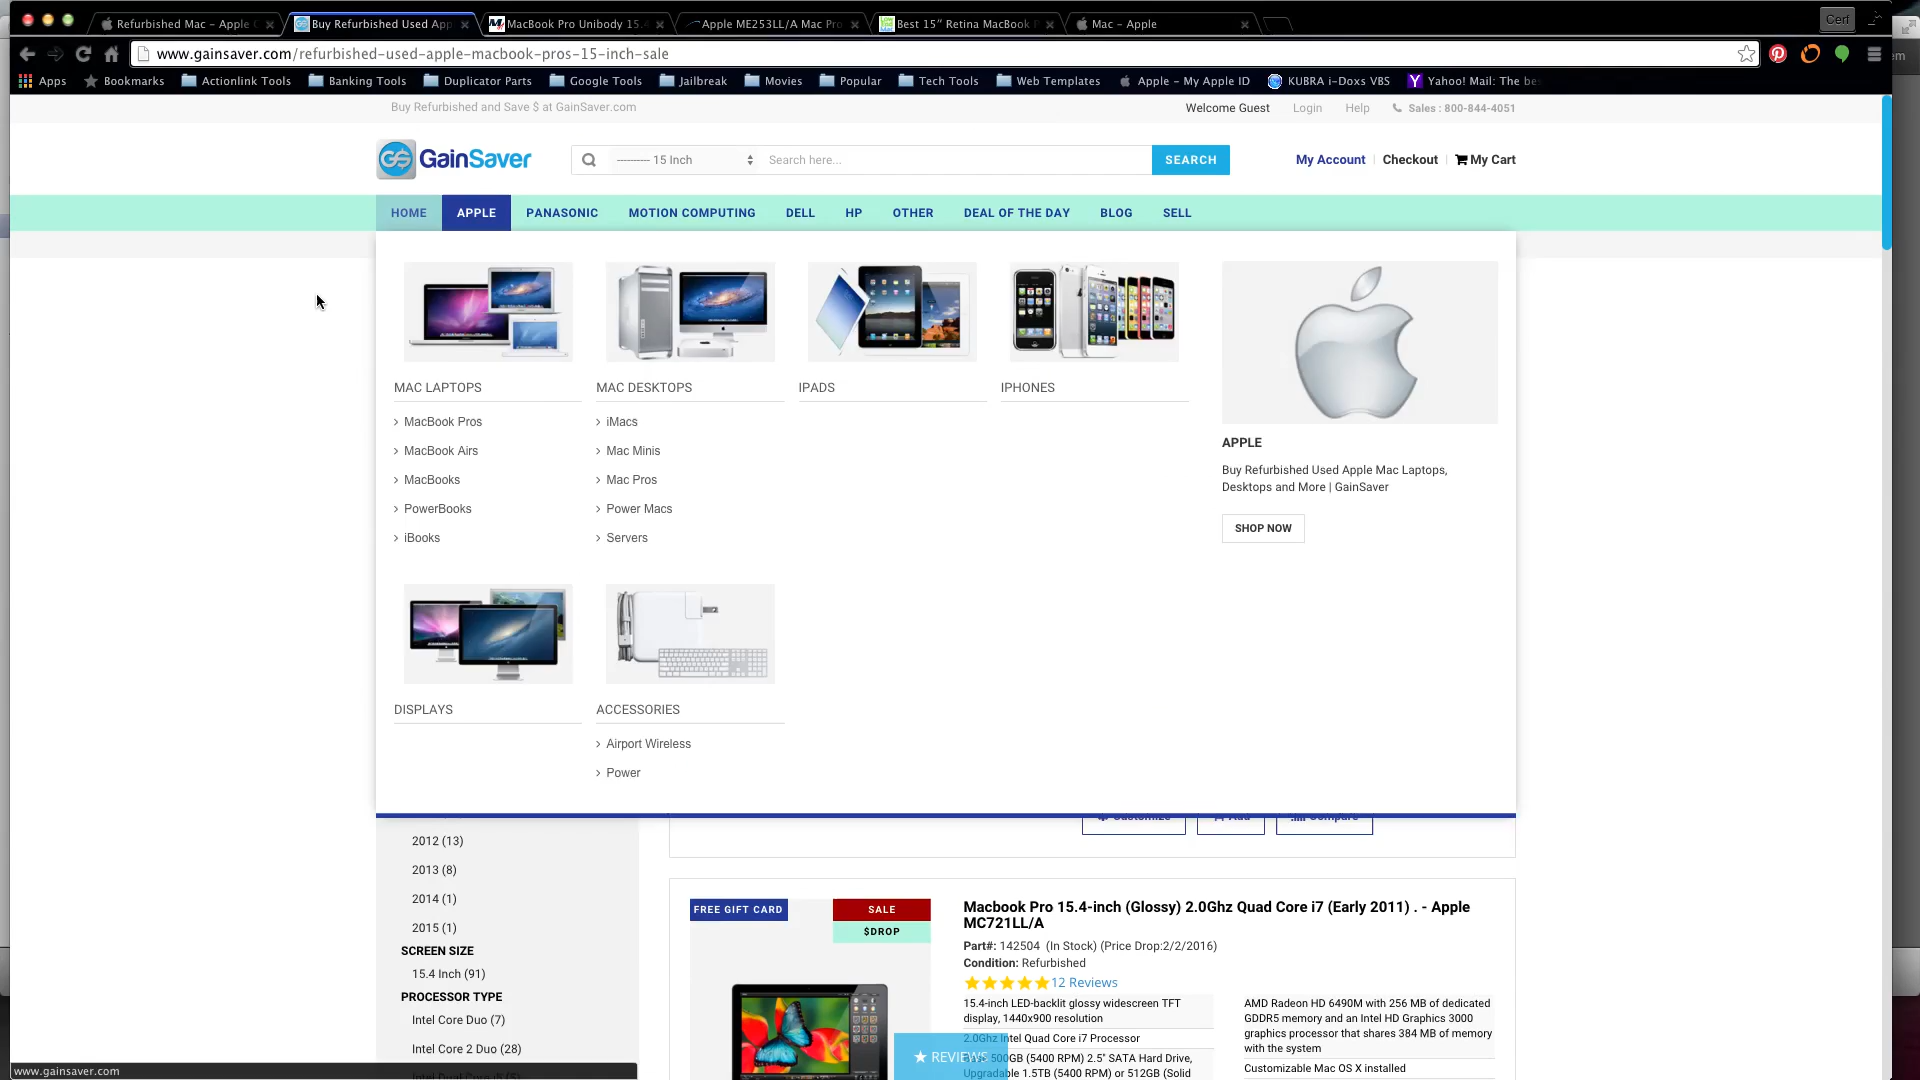 Refurbished Mac – Apple
Buy Refurbished Used App
MacBook Pro Unibody 15.4
Apple ME253LL/A Mac Pro
Best 15" Retina MacBook P
Mac – Apple
Cerf
www.gainsaver.com/refurbished-used-apple-macbook-pros-15-inch-sale
Apps
Bookmarks
Actionlink Tools
Banking Tools
Duplicator Parts
Google Tools
Jailbreak
Movies
Popular
Tech Tools
Web Templates
Apple – My Apple ID
KUBRA i-Doxs VBS
Yahoo! Mail: The bes
Buy Refurbished and Save $ at GainSaver.com
Welcome Guest
Login
Help
Sales : 800-844-4051
GS GainSaver
---------- 15 Inch
Search here...
SEARCH
My Account
Checkout
My Cart
HOME
APPLE
PANASONIC
MOTION COMPUTING
DELL
HP
OTHER
DEAL OF THE DAY
BLOG
SELL
MAC LAPTOPS
MacBook Pros
MacBook Airs
MacBooks
PowerBooks
iBooks
MAC DESKTOPS
iMacs
Mac Minis
Mac Pros
Power Macs
Servers
IPADS
IPHONES
APPLE
Buy Refurbished Used Apple Mac Laptops,
Desktops and More | GainSaver
SHOP NOW
DISPLAYS
ACCESSORIES
Airport Wireless
Power
Customize
Add
Compare
2012 (13)
2013 (8)
2014 (1)
2015 (1)
SCREEN SIZE
15.4 Inch (91)
PROCESSOR TYPE
Intel Core Duo (7)
Intel Core 2 Duo (28)
FREE GIFT CARD
SALE
$DROP
Macbook Pro 15.4-inch (Glossy) 2.0Ghz Quad Core i7 (Early 2011) . - Apple
MC721LL/A
Part#: 142504 (In Stock) (Price Drop:2/2/2016)
Condition: Refurbished
12 Reviews
15.4-inch LED-backlit glossy widescreen TFT
display, 1440x900 resolution
2.0Ghz Intel Quad Core i7 Processor
500GB (5400 RPM) 2.5" SATA Hard Drive,
Upgradable 1.5TB (5400 RPM) or 512GB (Solid
AMD Radeon HD 6490M with 256 MB of dedicated
GDDR5 memory and an Intel HD Graphics 3000
graphics processor that shares 384 MB of memory
with the system
Customizable Mac OS X installed
★ REVIEWS
www.gainsaver.com